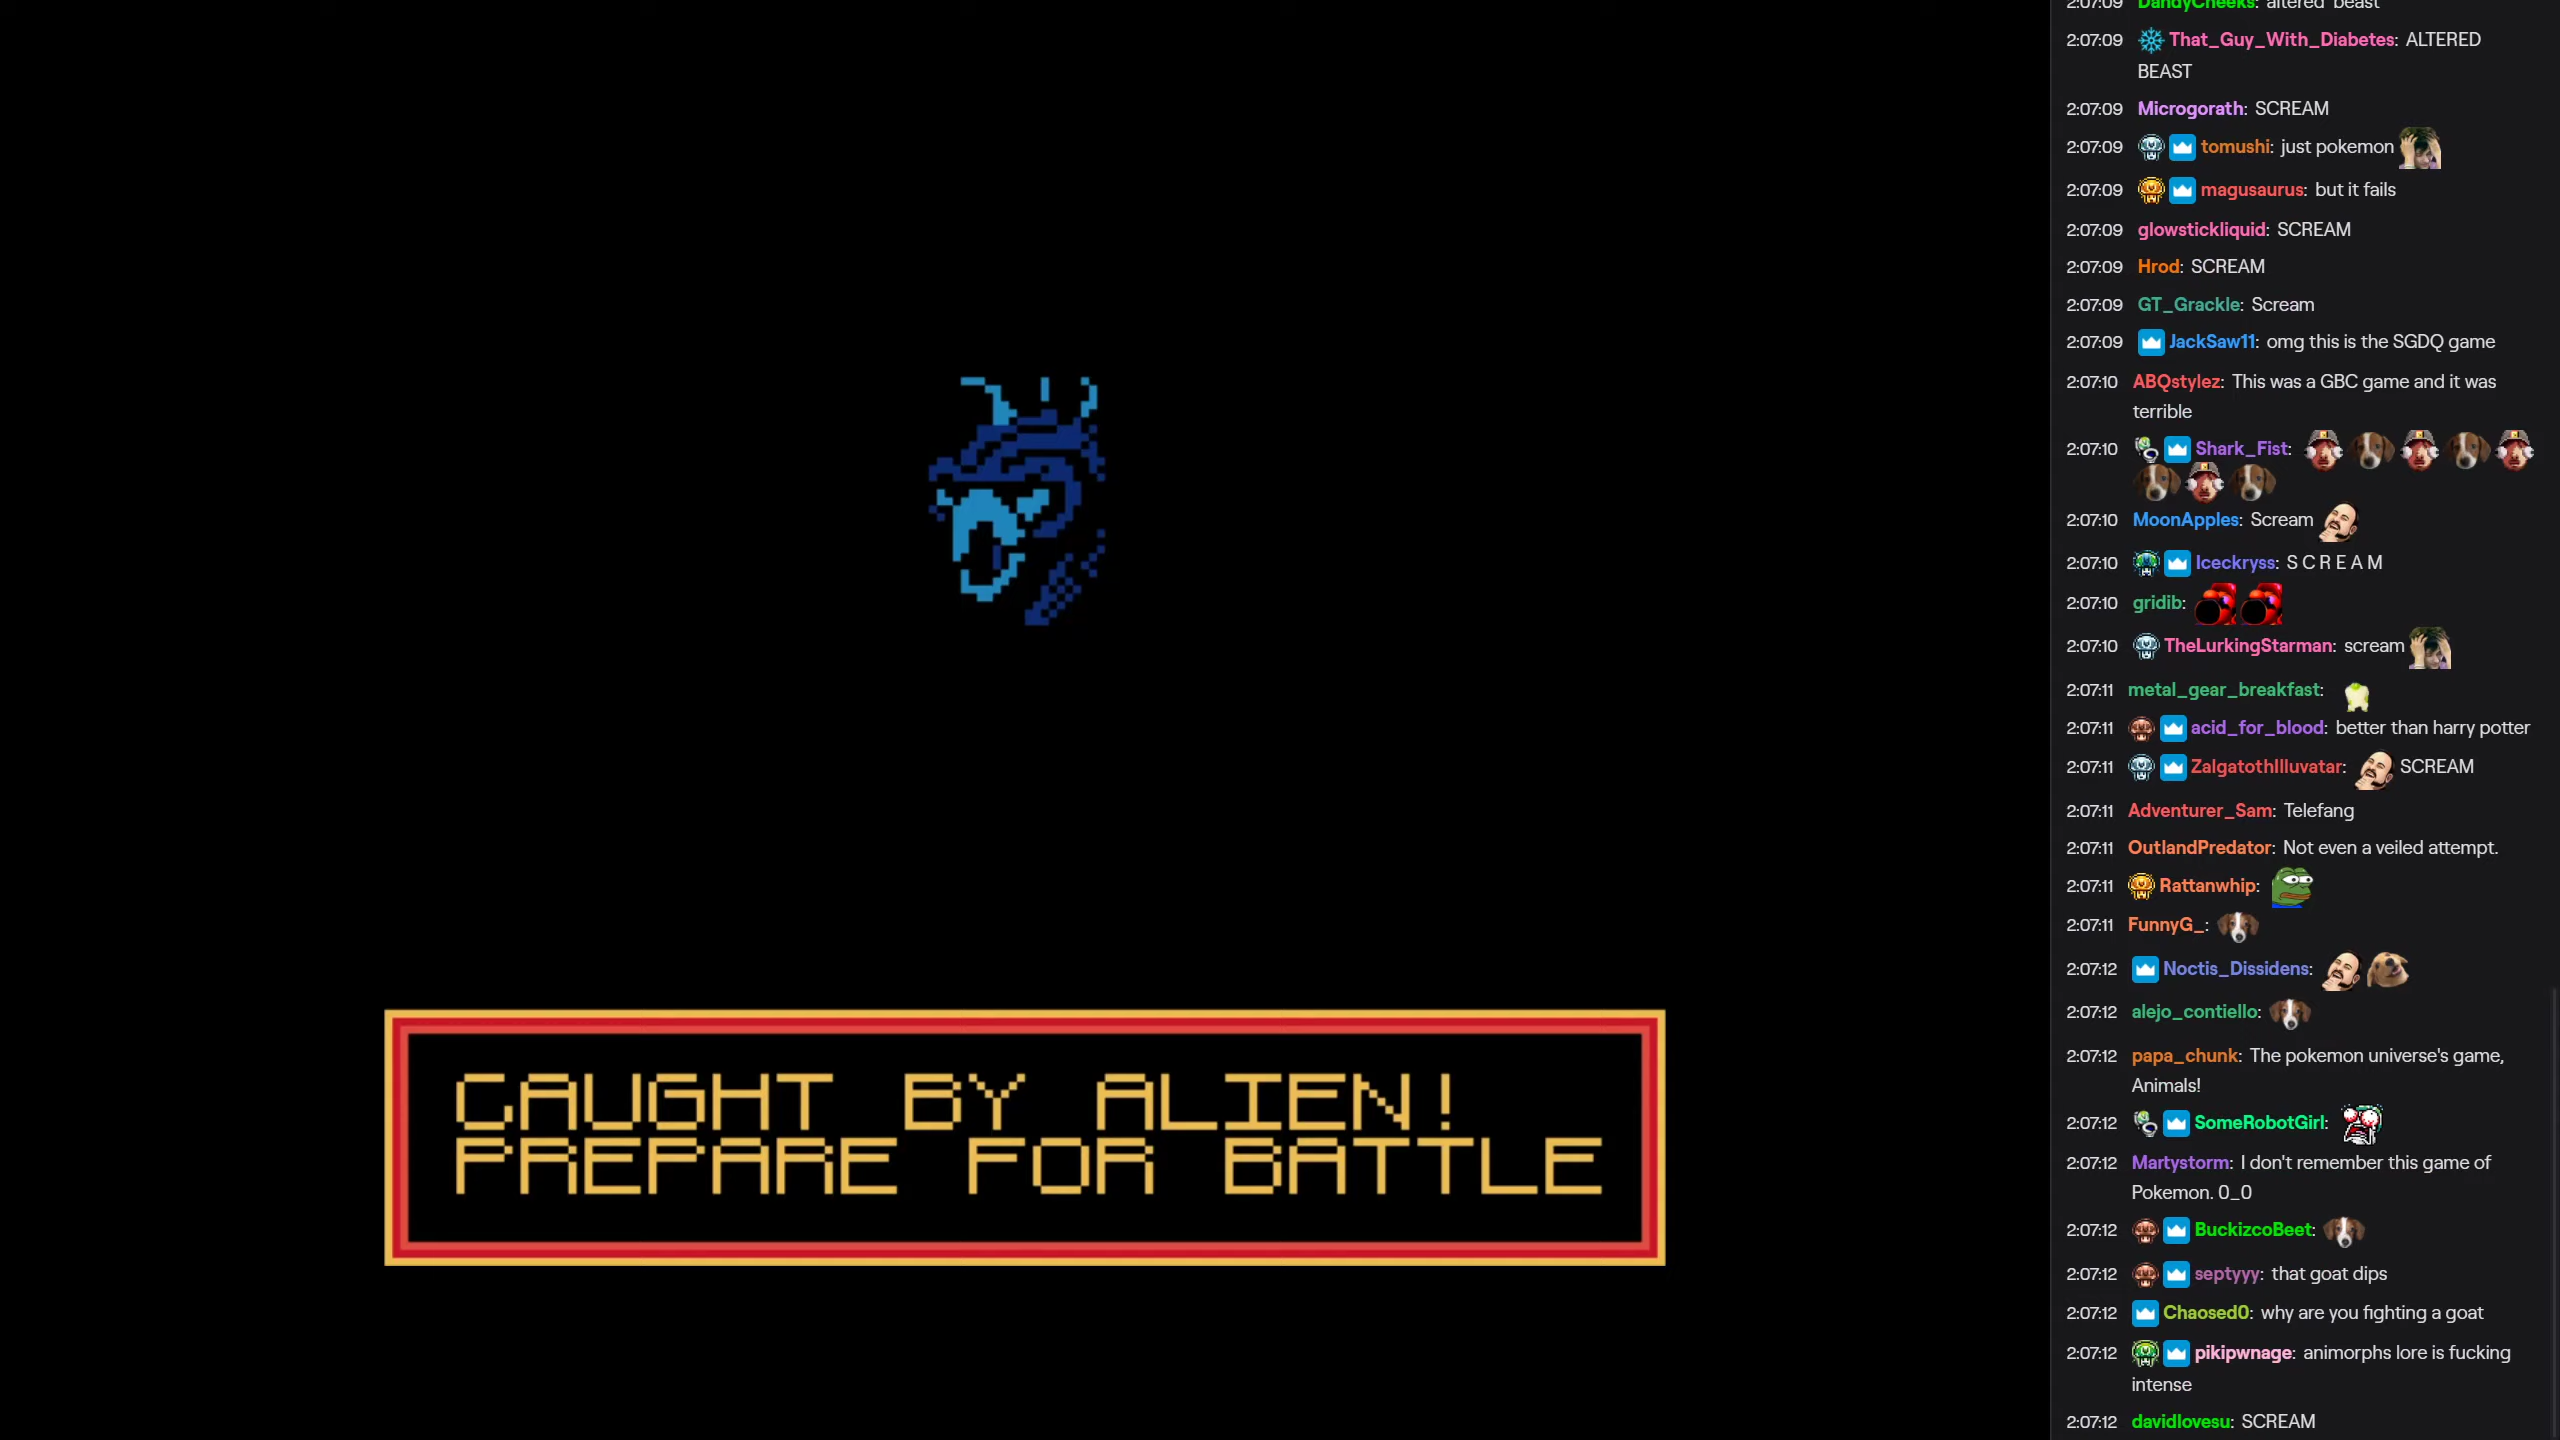 CAUGHT BY ALIEN!
PREPARE FOR BATTLE
2:07:09 DandyCheeks: altered beast
2:07:09 That_Guy_With_Diabetes: ALTERED
BEAST
2:07:09 Microgorath: SCREAM
2:07:09 tomushi: just pokemon
2:07:09 magusaurus: but it fails
2:07:09 glowstickliquid: SCREAM
2:07:09 Hrod: SCREAM
2:07:09 GT_Grackle: Scream
2:07:09 JackSaw11: omg this is the SGDQ game
2:07:10 ABQstylez: This was a GBC game and it was
terrible
2:07:10 Shark_Fist:
2:07:10 MoonApples: Scream
2:07:10 Iceckryss: S C R E A M
2:07:10 gridib:
2:07:10 TheLurkingStarman: scream
2:07:11 metal_gear_breakfast:
2:07:11 acid_for_blood: better than harry potter
2:07:11 ZalgatothIlluvatar: SCREAM
2:07:11 Adventurer_Sam: Telefang
2:07:11 OutlandPredator: Not even a veiled attempt.
2:07:11 Rattanwhip:
2:07:11 FunnyG_:
2:07:12 Noctis_Dissidens:
2:07:12 alejo_contiello:
2:07:12 papa_chunk: The pokemon universe's game,
Animals!
2:07:12 SomeRobotGirl:
2:07:12 Martystorm: I don't remember this game of
Pokemon. 0_0
2:07:12 BuckizcoBeet:
2:07:12 septyyy: that goat dips
2:07:12 Chaosed0: why are you fighting a goat
2:07:12 pikipwnage: animorphs lore is fucking
intense
2:07:12 davidlovesu: SCREAM